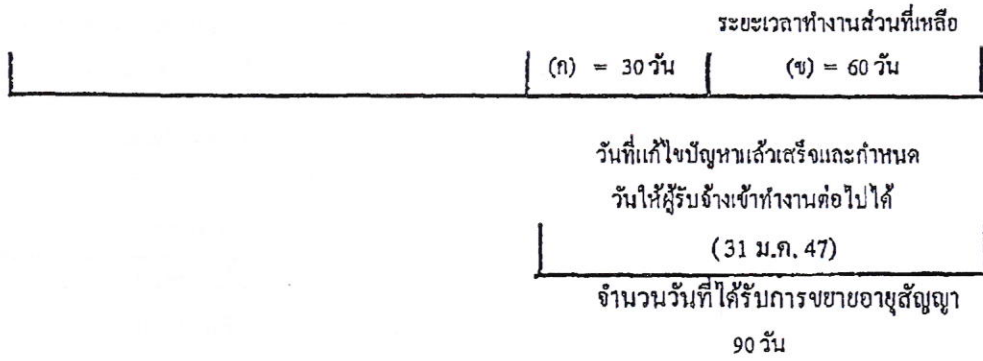 ระยะเวลาทำงานส่วนที่เหลือ
(ก) = 30 วัน (ข) = 60 วัน
วันที่แก้ไขปัญหาแล้วเสร็จและกำหนด
วันให้ผู้รับจ้างเข้าทำงานต่อไปได้
(31 ม.ค. 47)
จำนวนวันที่ได้รับการขยายอายุสัญญา
90 วัน